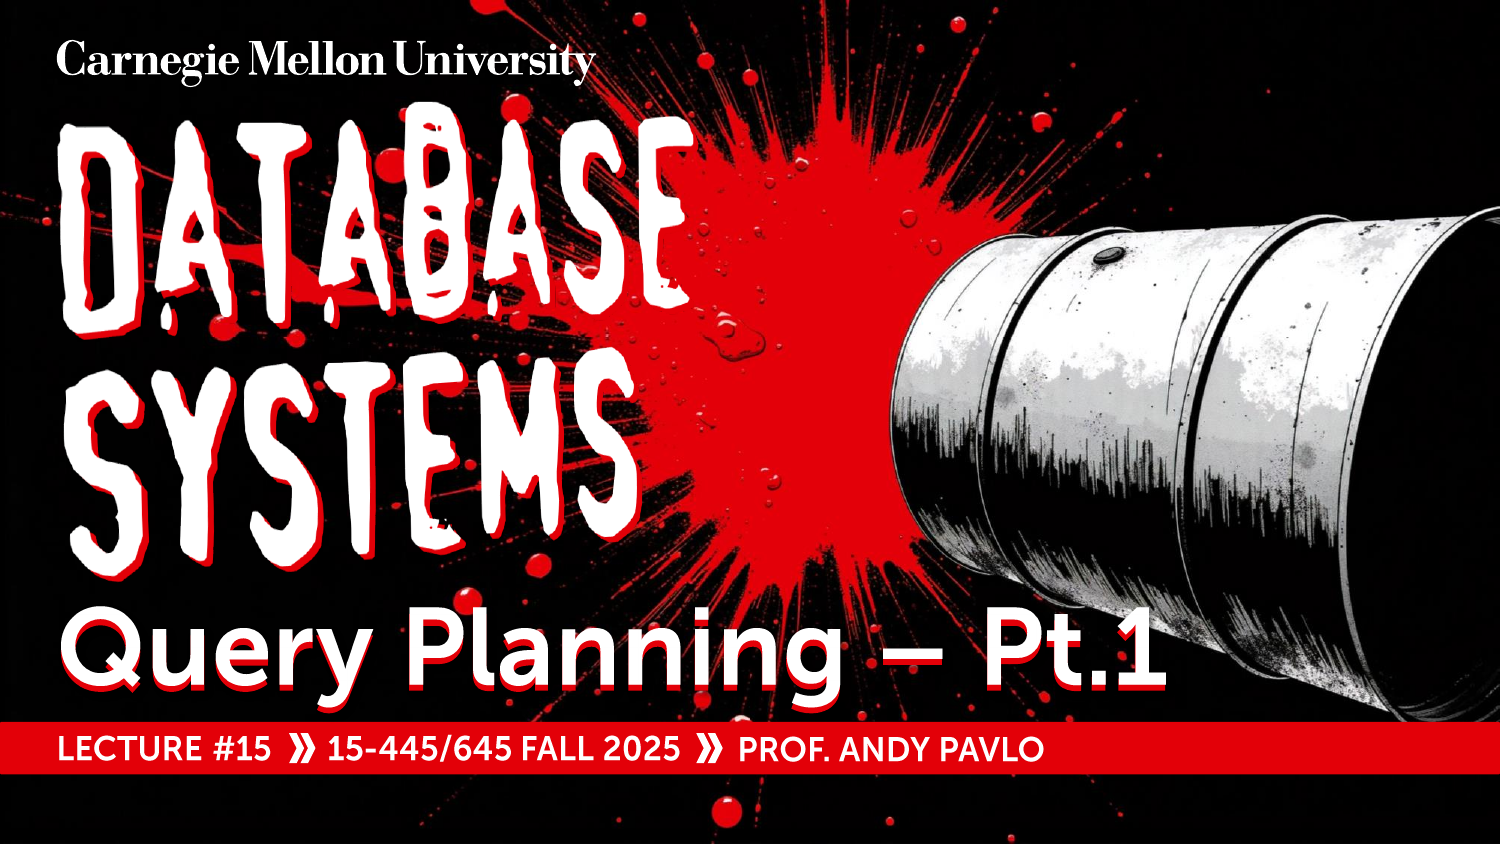 Carnegie Mellon University
DATABASE
SYSTEMS
Query Planning – Pt.1
LECTURE #15 » 15-445/645 FALL 2025 » PROF. ANDY PAVLO